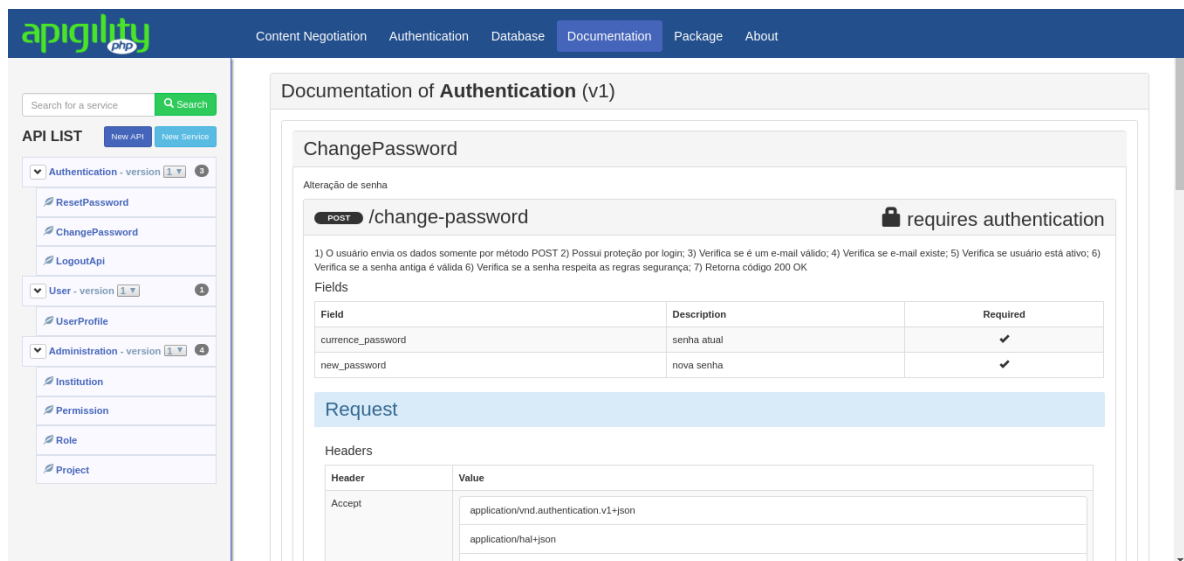 apigility
php
Content Negotiation Authentication Database Documentation Package About
Search for a service Search
API LIST New API New Service
Authentication - version 1 3
ResetPassword
ChangePassword
LogoutApi
User - version 1 1
UserProfile
Administration - version 1 4
Institution
Permission
Role
Project
Documentation of Authentication (v1)
ChangePassword
Alteração de senha
POST /change-password requires authentication
1) O usuário envia os dados somente por método POST 2) Possui proteção por login; 3) Verifica se é um e-mail válido; 4) Verifica se e-mail existe; 5) Verifica se usuário está ativo; 6)
Verifica se a senha antiga é válida 6) Verifica se a senha respeita as regras segurança; 7) Retorna código 200 OK
Fields
Field Description Required
currence_password senha atual
new_password nova senha
Request
Headers
Header Value
Accept application/vnd.authentication.v1+json
application/hal+json